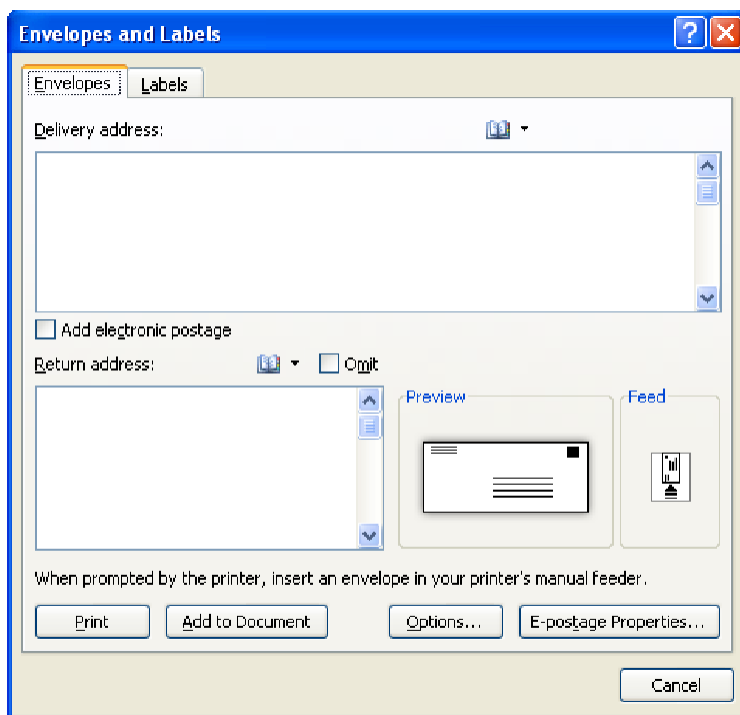 Envelopes and Labels
Envelopes Labels
Delivery address:
Add electronic postage
Return address: Omit
Preview Feed
When prompted by the printer, insert an envelope in your printer's manual feeder.
Print Add to Document Options... E-postage Properties...
Cancel